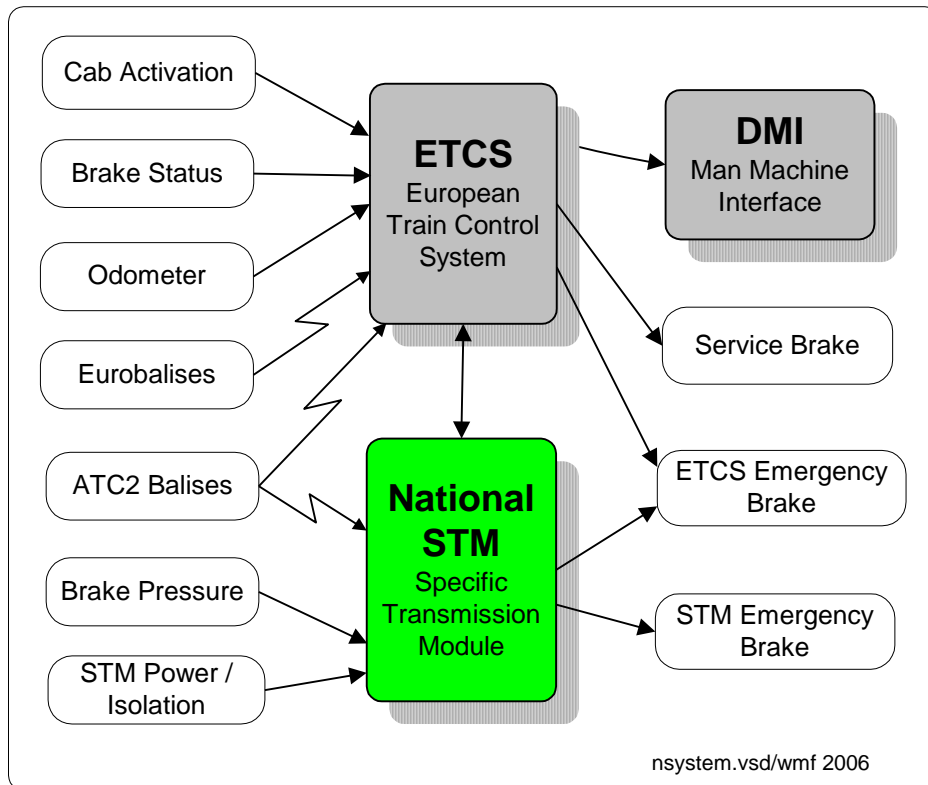 Cab Activation
Brake Status
Odometer
Eurobalises
ATC2 Balises
Brake Pressure
STM Power /
Isolation
ETCS
European
Train Control
System
National
STM
Specific
Transmission
Module
DMI
Man Machine
Interface
Service Brake
ETCS Emergency
Brake
STM Emergency
Brake
nsystem.vsd/wmf 2006